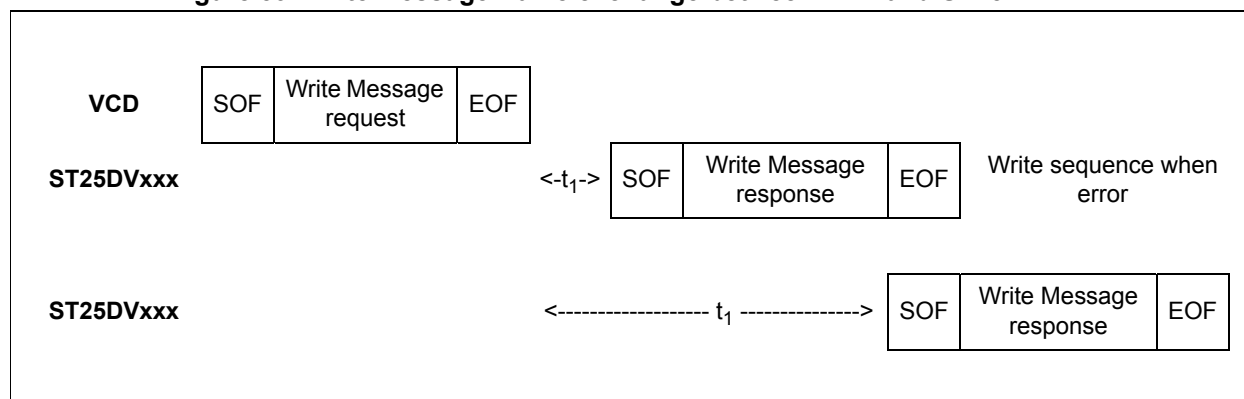 VCD SOF Write Message request EOF
ST25DVxxx <-t1-> SOF Write Message response EOF Write sequence when error
ST25DVxxx <------------------- t1 ---------------> SOF Write Message response EOF